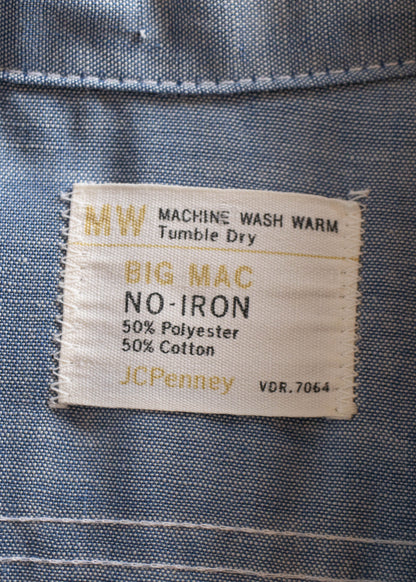 MW MACHINE WASH WARM
Tumble Dry
BIG MAC
NO-IRON
50% Polyester
50% Cotton
JCPenney VDR.7064